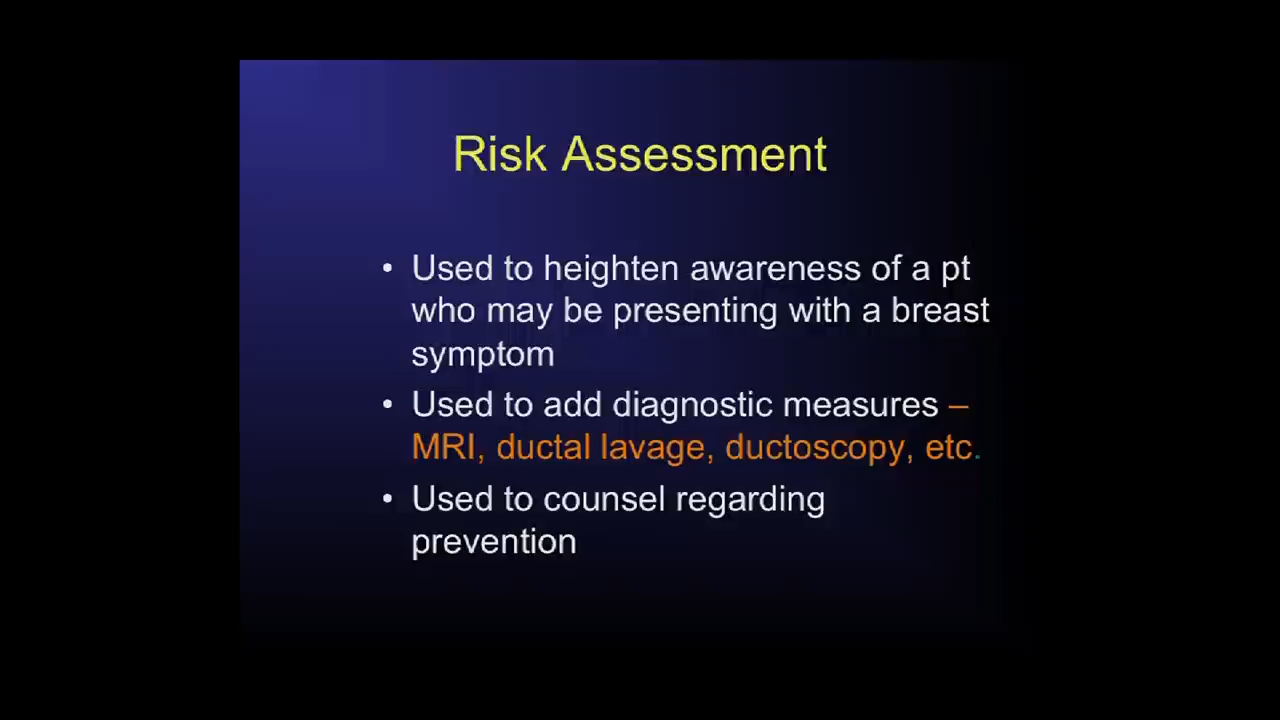 Risk Assessment
• Used to heighten awareness of a pt
who may be presenting with a breast
symptom
• Used to add diagnostic measures –
MRI, ductal lavage, ductoscopy, etc.
• Used to counsel regarding
prevention